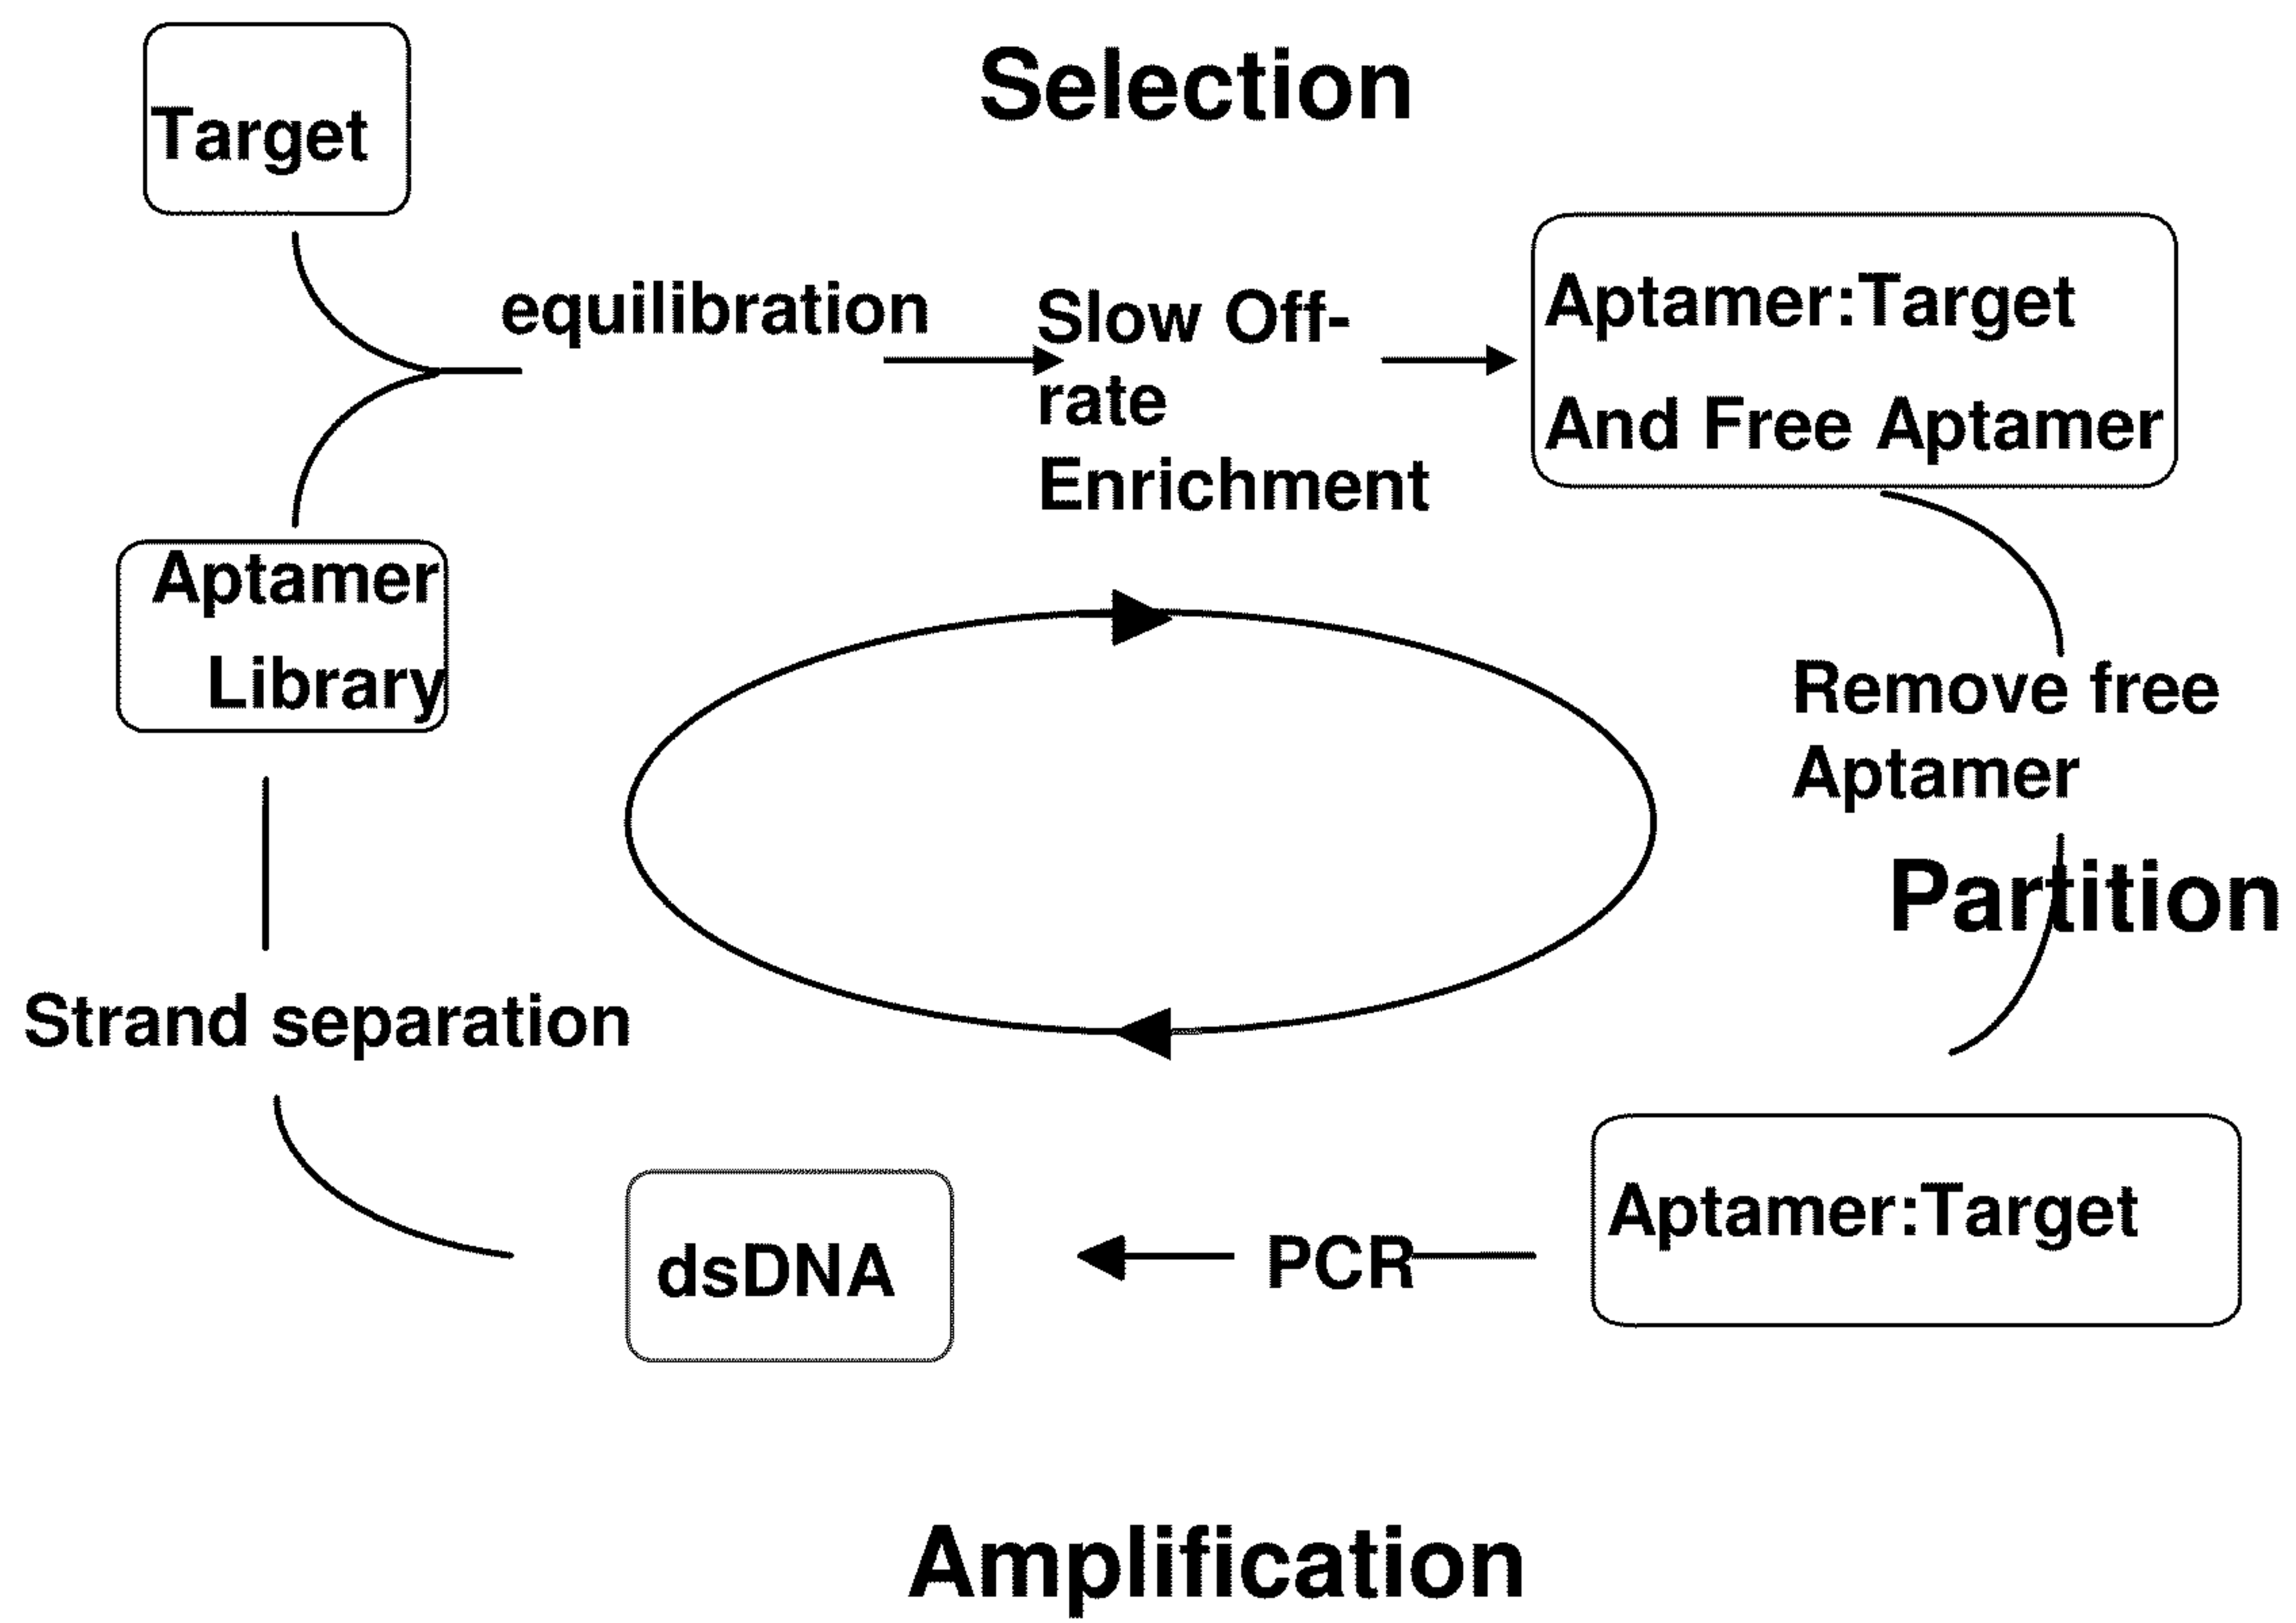 Target
Selection
equilibration
Slow Off-
rate
Enrichment
Aptamer:Target
And Free Aptamer
Aptamer
Library
Remove free
Aptamer
Partition
Strand separation
Aptamer:Target
PCR
dsDNA
Amplification